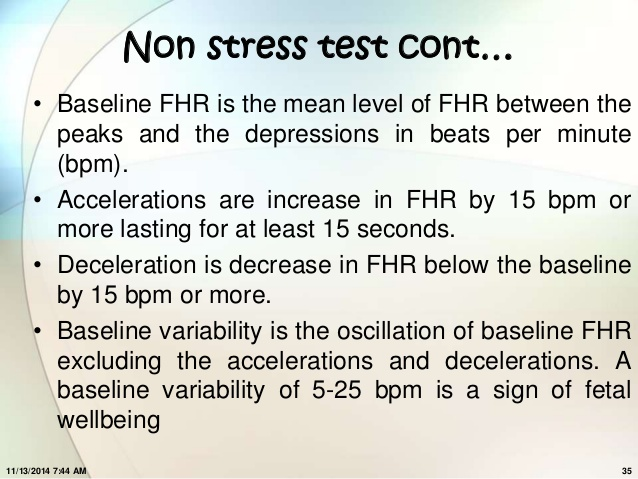 Non stress test cont...
• Baseline FHR is the mean level of FHR between the
peaks and the depressions in beats per minute
(bpm).
• Accelerations are increase in FHR by 15 bpm or
more lasting for at least 15 seconds.
• Deceleration is decrease in FHR below the baseline
by 15 bpm or more.
• Baseline variability is the oscillation of baseline FHR
excluding the accelerations and decelerations. A
baseline variability of 5-25 bpm is a sign of fetal
wellbeing
11/13/2014 7:44 AM 35